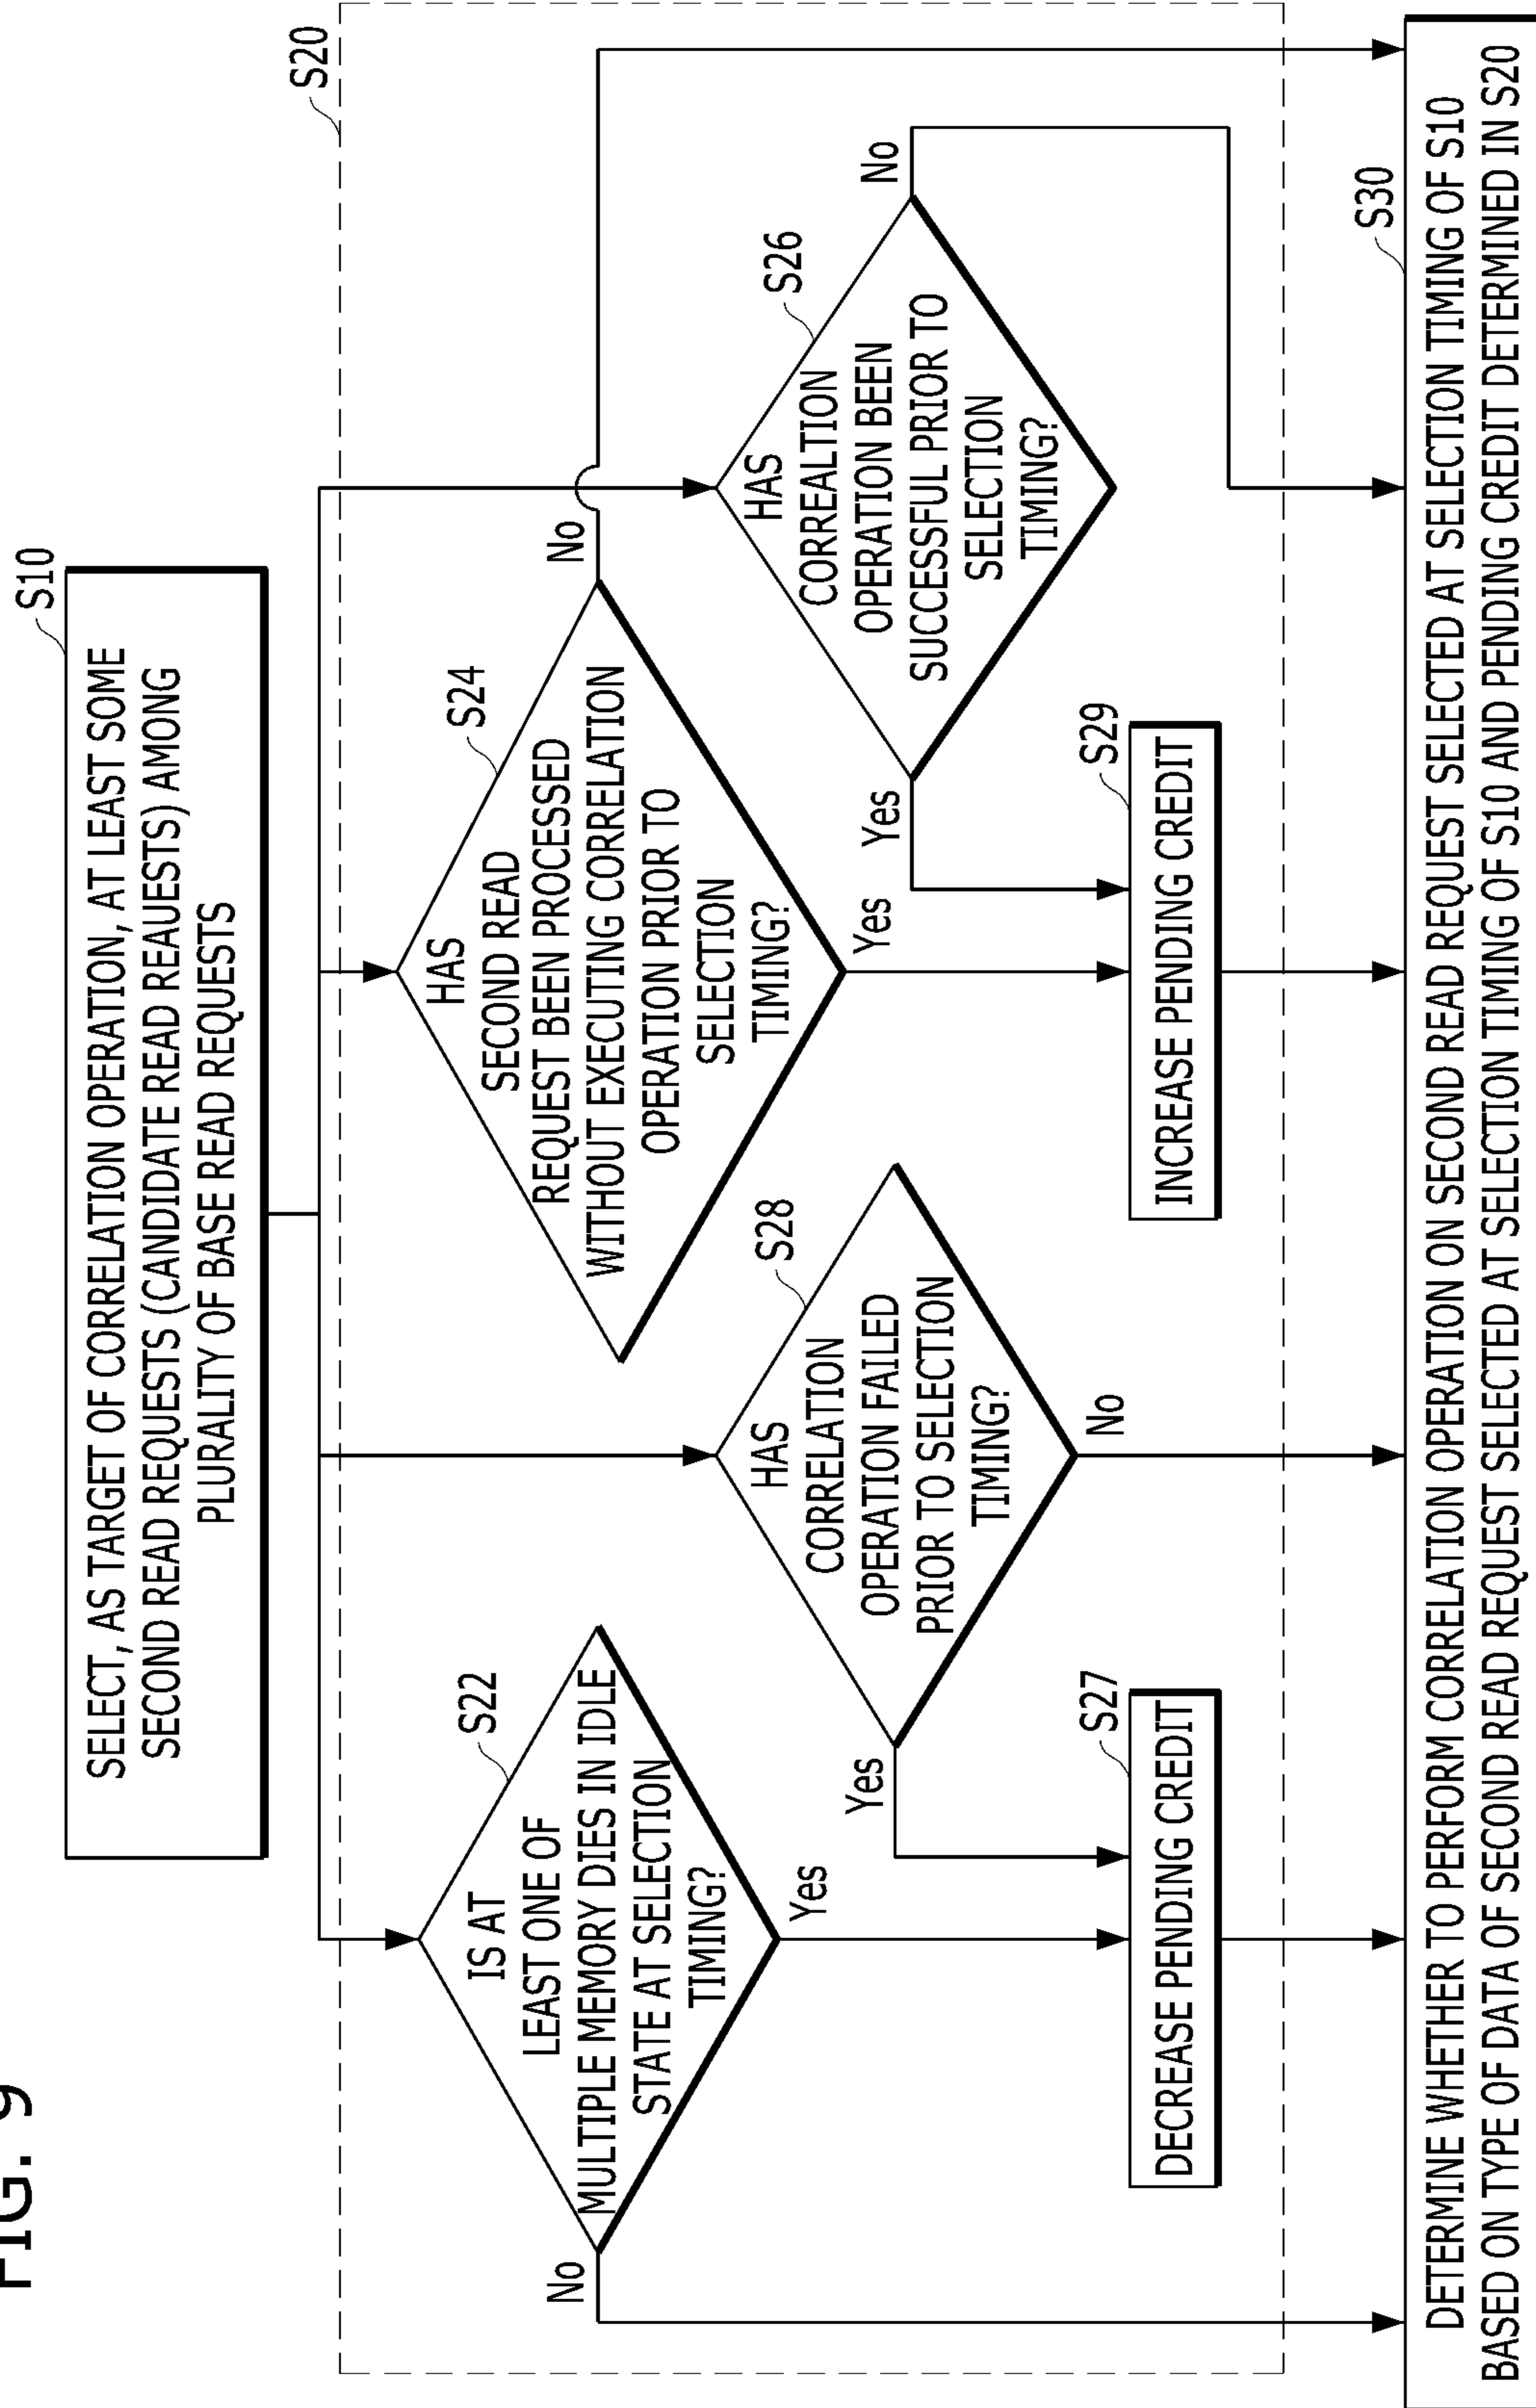 FIG. 9
S10
SELECT, AS TARGET OF CORRELATION OPERATION, AT LEAST SOME
SECOND READ REQUESTS (CANDIDATE READ REAUESTS) AMONG
PLURALITY OF BASE READ REQUESTS
S20
S22
IS AT
LEAST ONE OF
MULTIPLE MEMORY DIES IN IDLE
STATE AT SELECTION
TIMING?
No
Yes
S28
HAS
CORRELATION
OPERATION FAILED
PRIOR TO SELECTION
TIMING?
Yes
No
S24
HAS
SECOND READ
REQUEST BEEN PROCESSED
WITHOUT EXECUTING CORRELATION
OPERATION PRIOR TO
SELECTION
TIMING?
No
Yes
S26
HAS
CORREALTION
OPERATION BEEN
SUCCESSFUL PRIOR TO
SELECTION
TIMING?
Yes
No
S27
DECREASE PENDING CREDIT
S29
INCREASE PENDING CREDIT
S30
DETERMINE WHETHER TO PERFORM CORRELATION OPERATION ON SECOND READ REQUEST SELECTED AT SELECTION TIMING OF S10
BASED ON TYPE OF DATA OF SECOND READ REQUEST SELECTED AT SELECTION TIMING OF S10 AND PENDING CREDIT DETERMINED IN S20